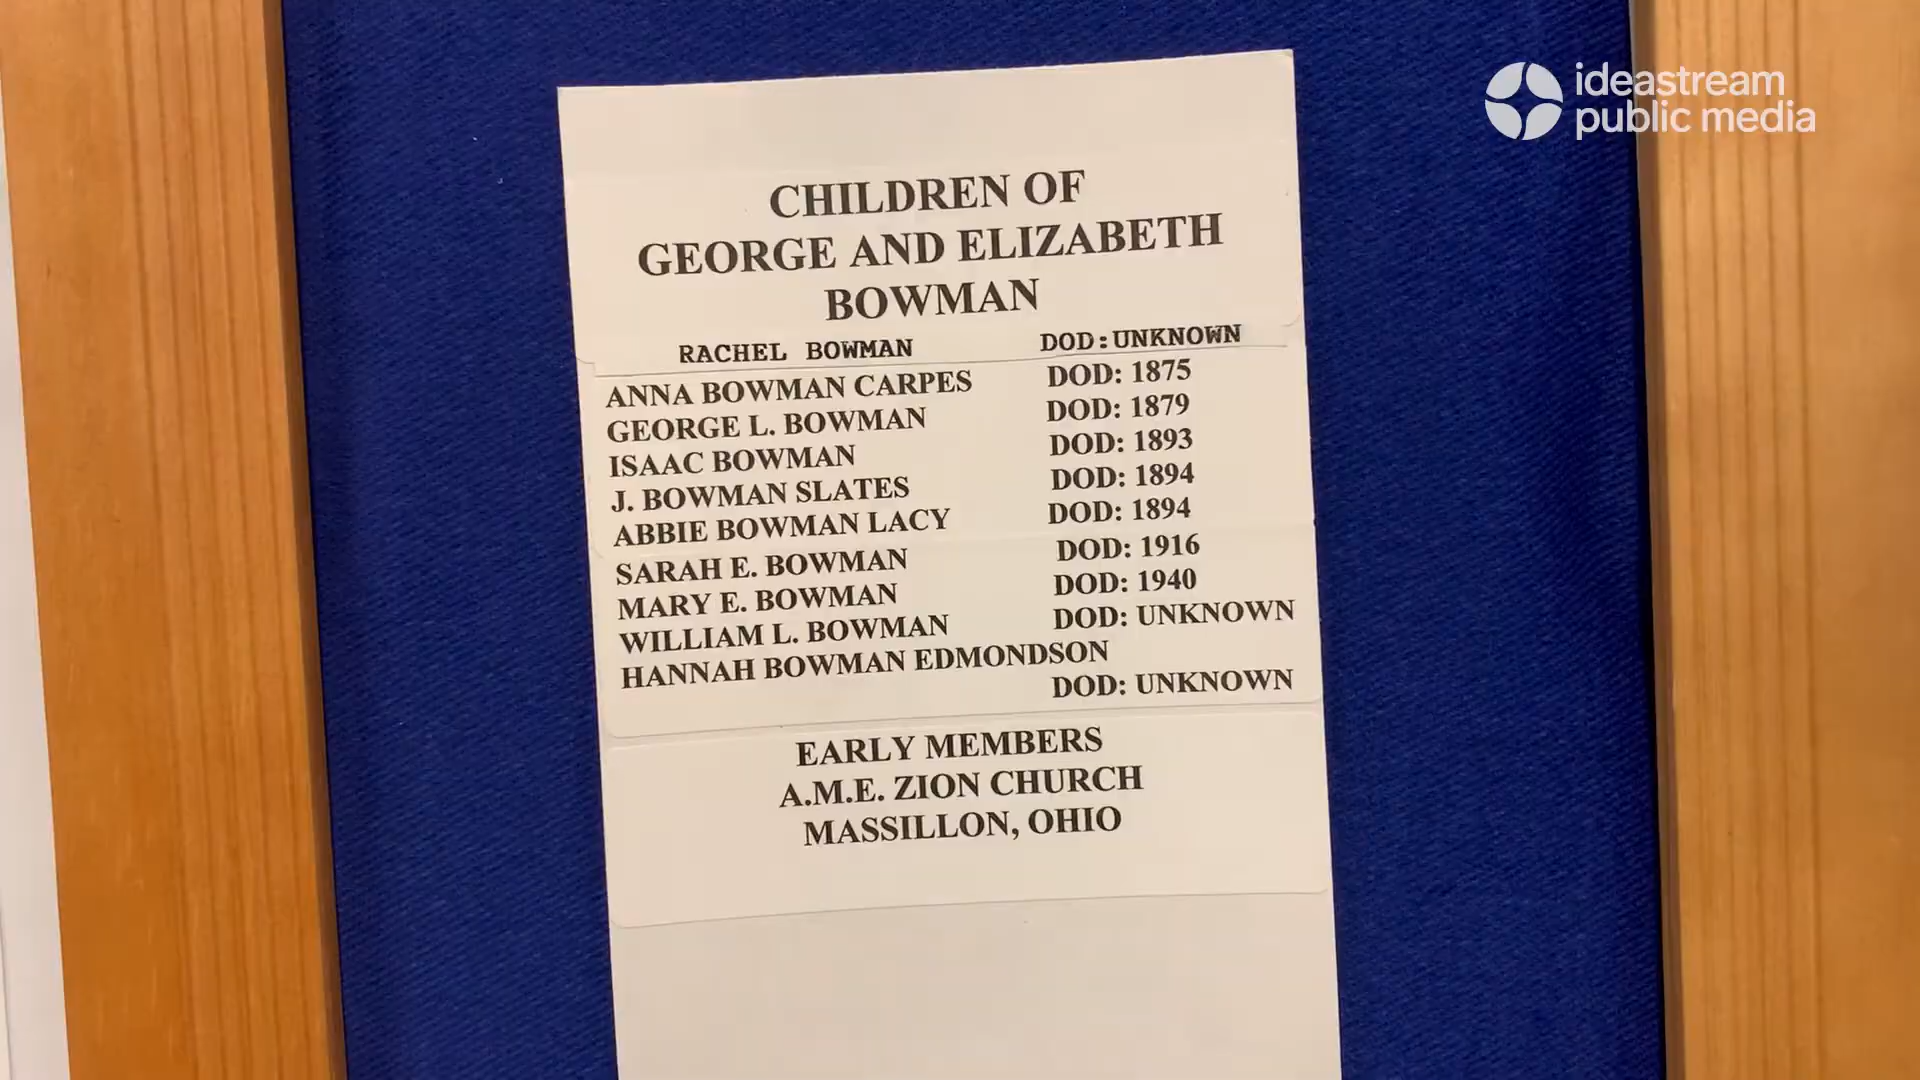 ideastream
public media
CHILDREN OF
GEORGE AND ELIZABETH
BOWMAN
RACHEL BOWMAN DOD:UNKNOWN
ANNA BOWMAN CARPES DOD: 1875
GEORGE L. BOWMAN DOD: 1879
ISAAC BOWMAN DOD: 1893
J. BOWMAN SLATES DOD: 1894
ABBIE BOWMAN LACY DOD: 1894
SARAH E. BOWMAN DOD: 1916
MARY E. BOWMAN DOD: 1940
WILLIAM L. BOWMAN DOD: UNKNOWN
HANNAH BOWMAN EDMONDSON
DOD: UNKNOWN
EARLY MEMBERS
A.M.E. ZION CHURCH
MASSILLON, OHIO